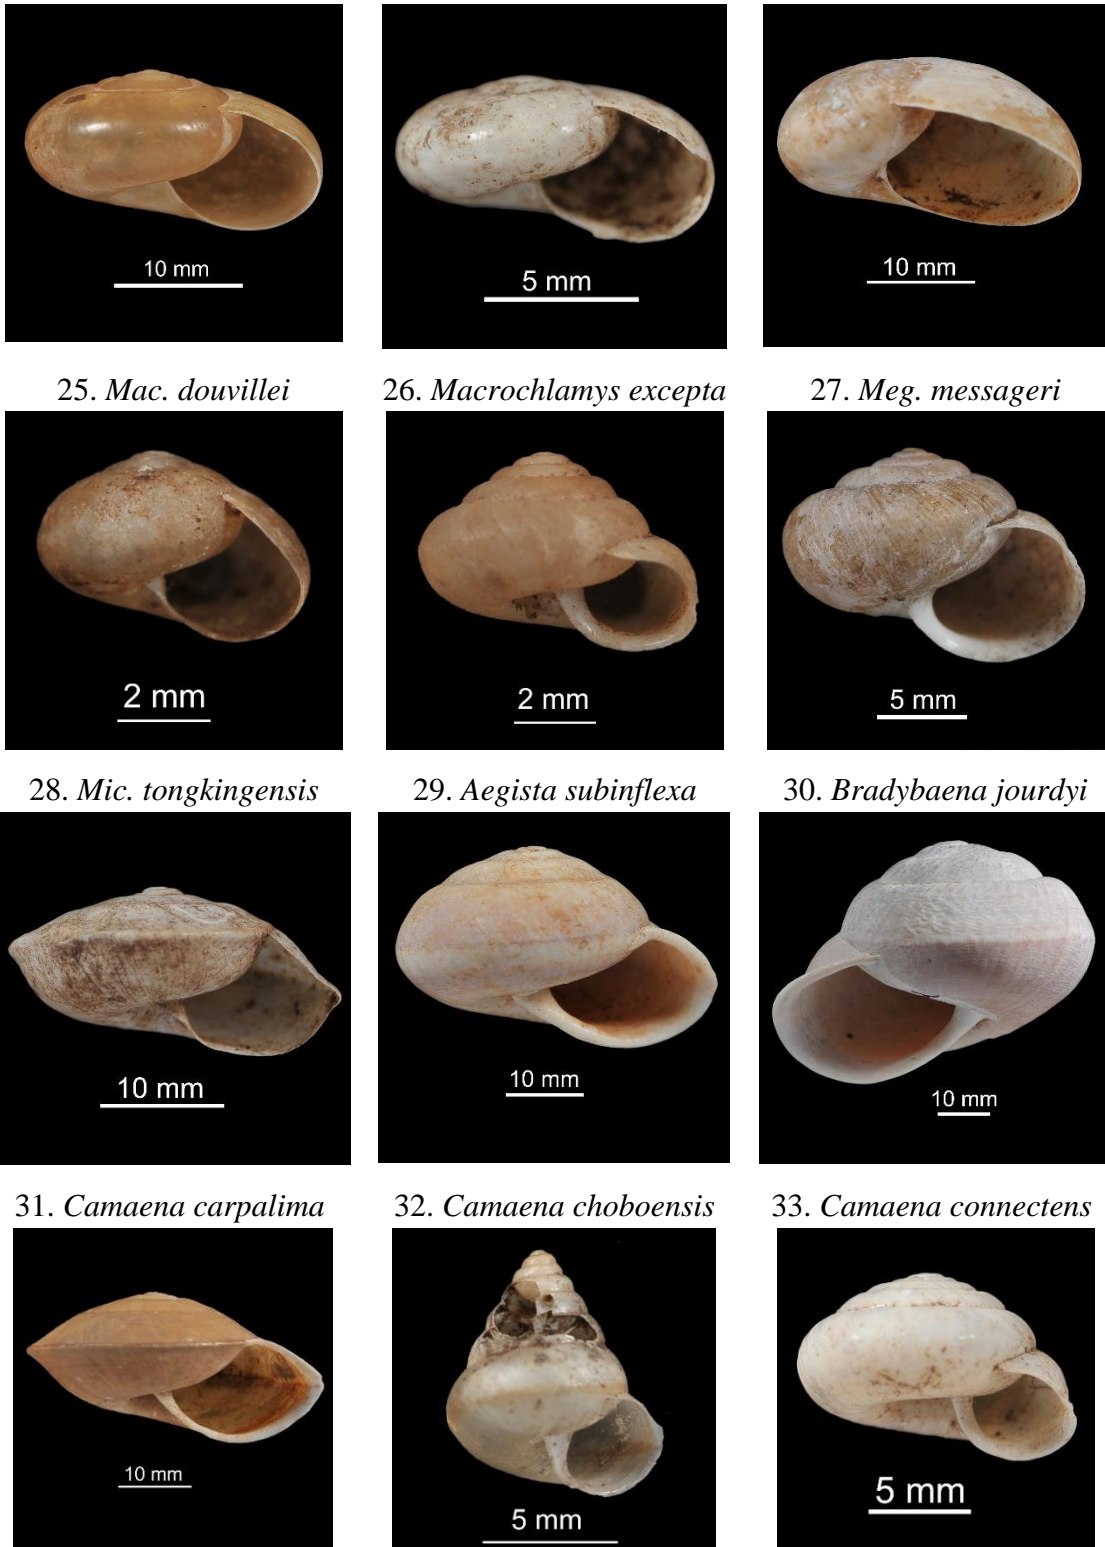 10 mm
5 mm
10 mm
25. Mac. douvillei
26. Macrochlamys excepta
27. Meg. messageri
2 mm
2 mm
5 mm
28. Mic. tongkingensis
29. Aegista subinflexa
30. Bradybaena jourdyi
10 mm
10 mm
10 mm
31. Camaena carpalima
32. Camaena choboensis
33. Camaena connectens
10 mm
5 mm
5 mm